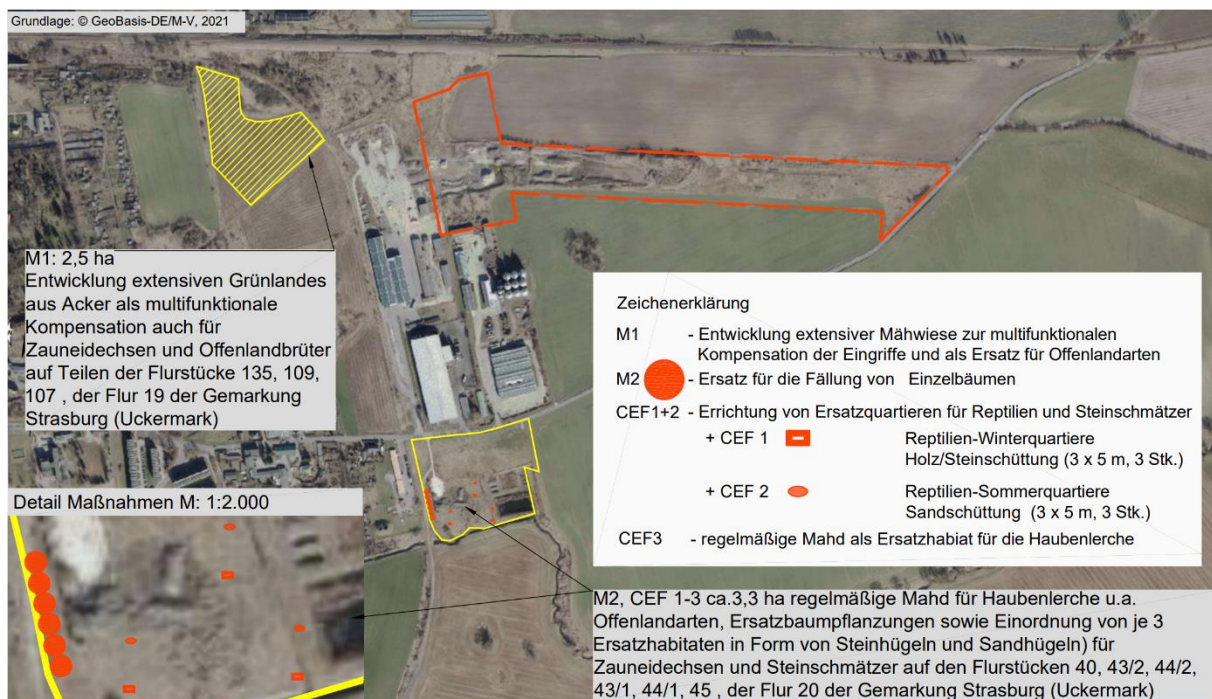 Grundlage: © GeoBasis-DE/M-V, 2021
M1: 2,5 ha
Entwicklung extensiven Grünlandes
aus Acker als multifunktionale
Kompensation auch für
Zauneidechsen und Offenlandbrüter
auf Teilen der Flurstücke 135, 109,
107 , der Flur 19 der Gemarkung
Strasburg (Uckermark)
Zeichenerklärung
M1 - Entwicklung extensiver Mähwiese zur multifunktionalen
Kompensation der Eingriffe und als Ersatz für Offenlandarten
M2 - Ersatz für die Fällung von Einzelbäumen
CEF1+2 - Errichtung von Ersatzquartieren für Reptilien und Steinschmätzer
+ CEF 1 Reptilien-Winterquartiere
Holz/Steinschüttung (3 x 5 m, 3 Stk.)
+ CEF 2 Reptilien-Sommerquartiere
Sandschüttung (3 x 5 m, 3 Stk.)
CEF3 - regelmäßige Mahd als Ersatzhabiat für die Haubenlerche
Detail Maßnahmen M: 1:2.000
M2, CEF 1-3 ca.3,3 ha regelmäßige Mahd für Haubenlerche u.a.
Offenlandarten, Ersatzbaumpflanzungen sowie Einordnung von je 3
Ersatzhabitaten in Form von Steinhügeln und Sandhügeln) für
Zauneidechsen und Steinschmätzer auf den Flurstücken 40, 43/2, 44/2,
43/1, 44/1, 45 , der Flur 20 der Gemarkung Strasburg (Uckermark)